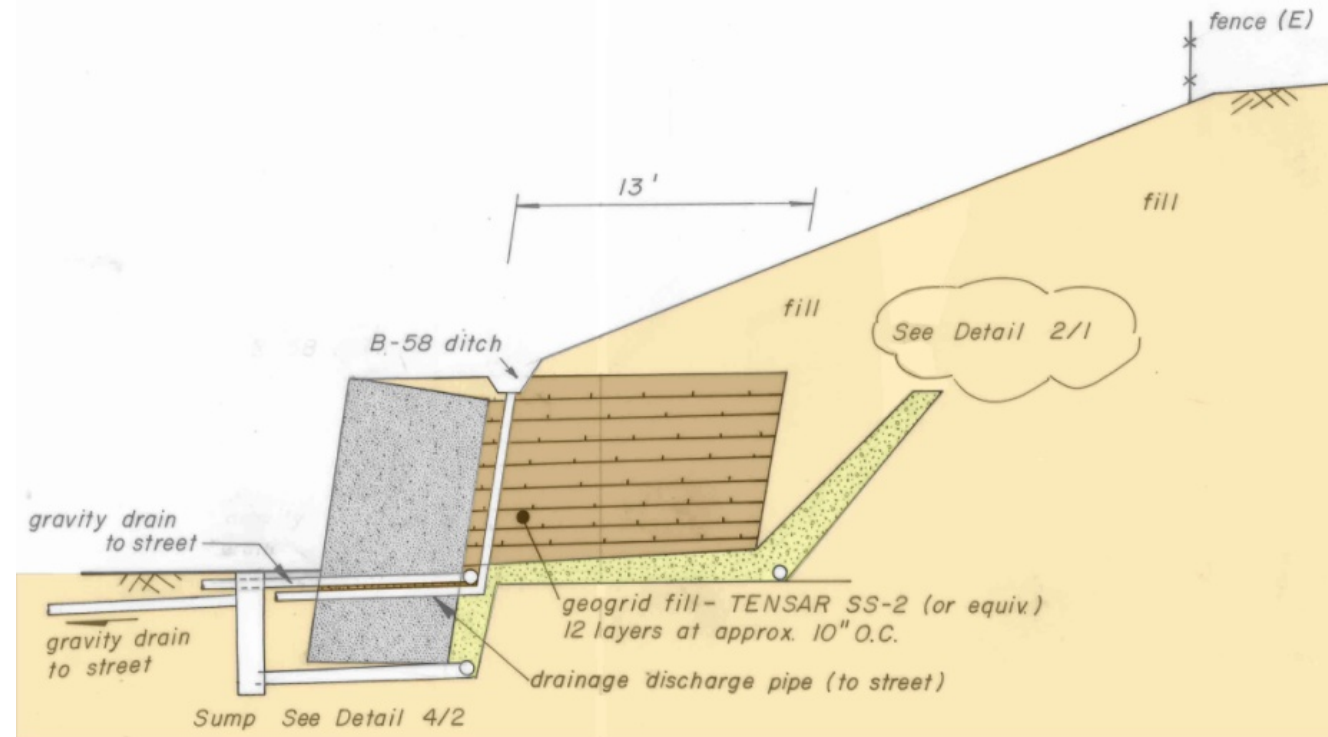 fence (E)
13'
fill
fill
See Detail 2/1
B-58 ditch
gravity drain
to street
geogrid fill- TENSAR SS-2 (or equiv.)
12 layers at approx. 10" O.C.
gravity drain
to street
drainage discharge pipe (to street)
Sump See Detail 4/2